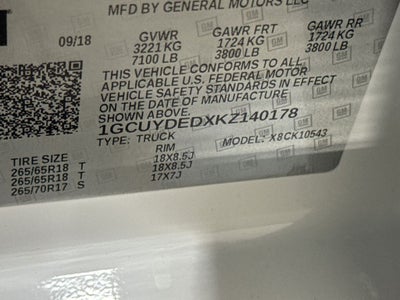 MFD BY GENERAL MOTORS LLC
09/18 GVWR GAWR FRT GAWR RR
3221 KG 1724 KG 1724 KG
7100 LB 3800 LB 3800 LB
THIS VEHICLE CONFORMS TO ALL
APPLICABLE U.S. FEDERAL MOTOR
VEHICLE SAFETY STANDARDS IN EFFECT
ON THE DATE OF MANUFACTURE
SHOWN ABOVE.
1GCUYDEDXKZ140178
TYPE: TRUCK MODEL: X8CK10543
TIRE SIZE RIM
265/65R18 T 18X8.5J
265/65R18 T 18X8.5J
265/70R17 S 17X7J